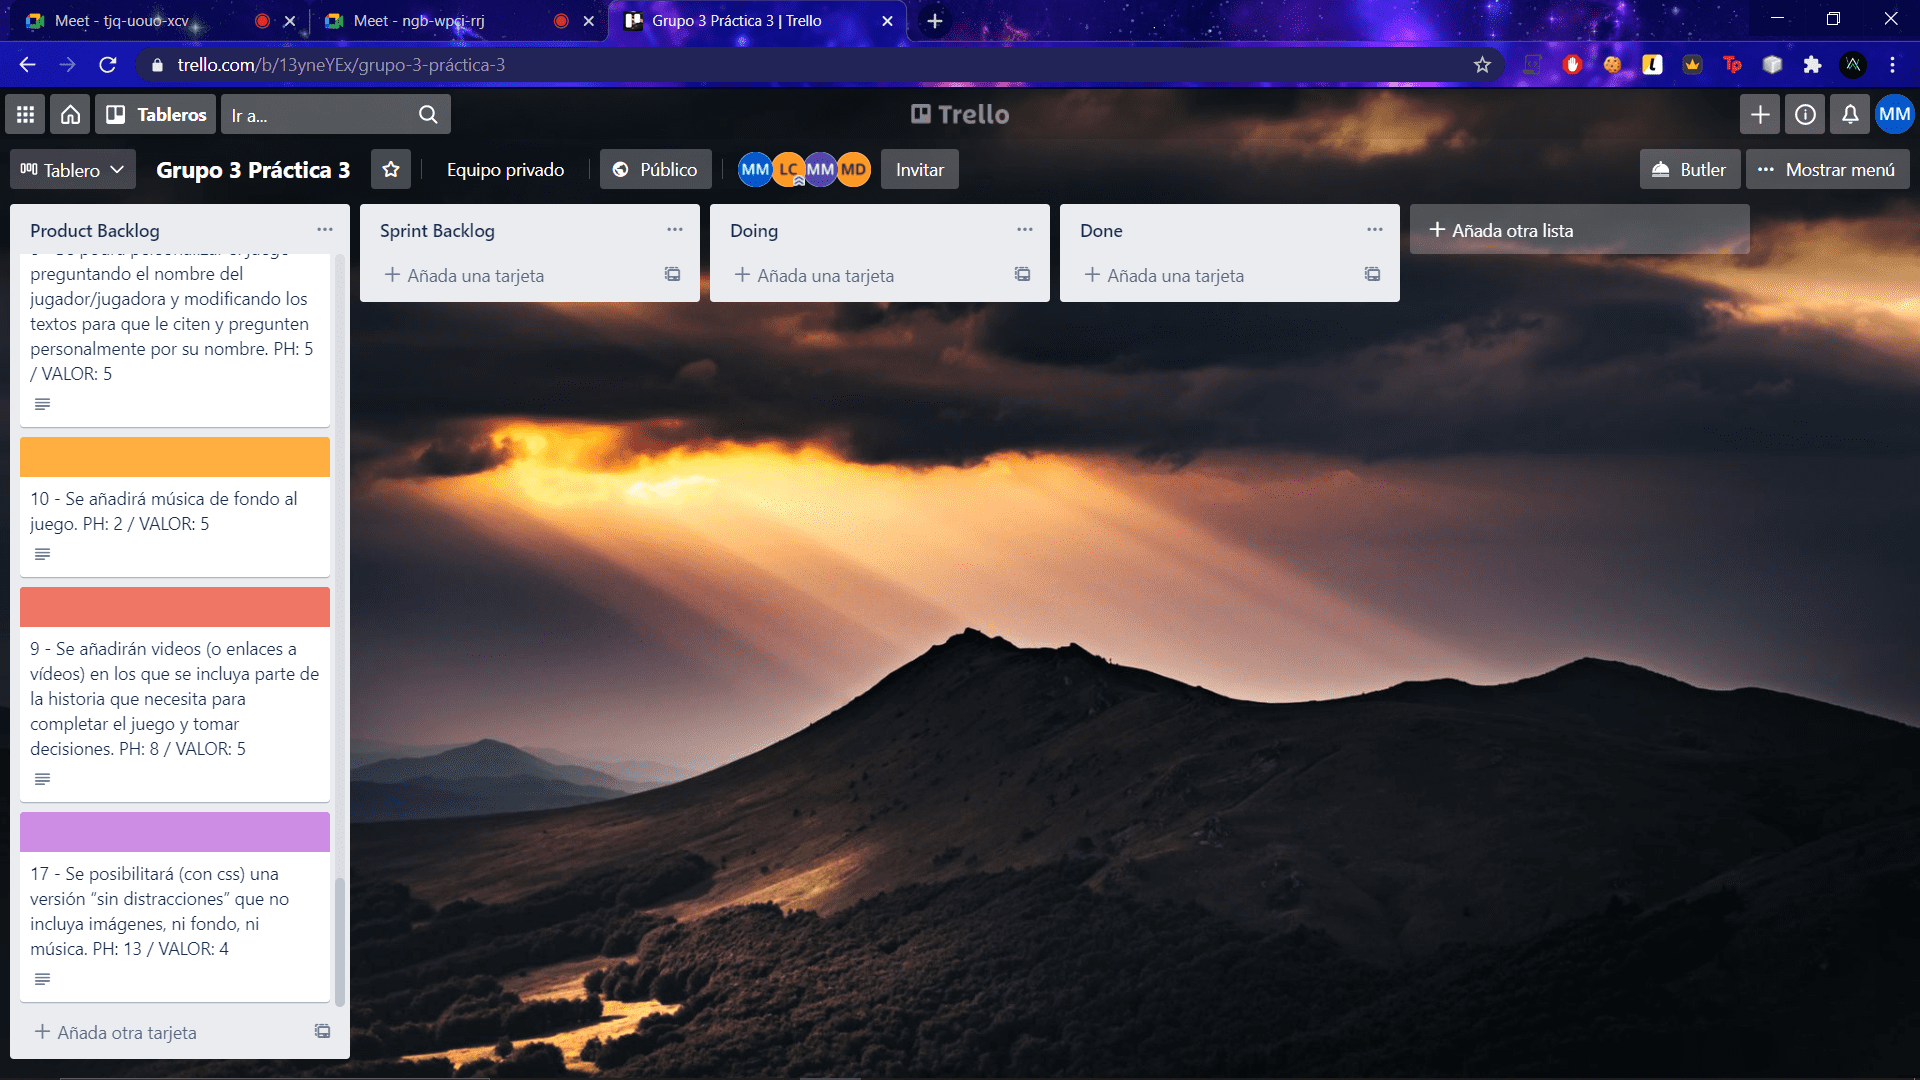 Meet - tjq-uouo-xcv
Meet - ngb-wpcj-rrj
Grupo 3 Práctica 3 | Trello
trello.com/b/13yneYEx/grupo-3-práctica-3
Tableros
Ir a...
Trello
MM
Tablero
Grupo 3 Práctica 3
Equipo privado
Público
MM LC MM MD
Invitar
Butler
Mostrar menú
Product Backlog
preguntando el nombre del
jugador/jugadora y modificando los
textos para que le citen y pregunten
personalmente por su nombre. PH: 5
/ VALOR: 5
10 - Se añadirá música de fondo al
juego. PH: 2 / VALOR: 5
9 - Se añadirán videos (o enlaces a
vídeos) en los que se incluya parte de
la historia que necesita para
completar el juego y tomar
decisiones. PH: 8 / VALOR: 5
17 - Se posibilitará (con css) una
versión “sin distracciones” que no
incluya imágenes, ni fondo, ni
música. PH: 13 / VALOR: 4
Añada otra tarjeta
Sprint Backlog
Añada una tarjeta
Doing
Añada una tarjeta
Done
Añada una tarjeta
Añada otra lista